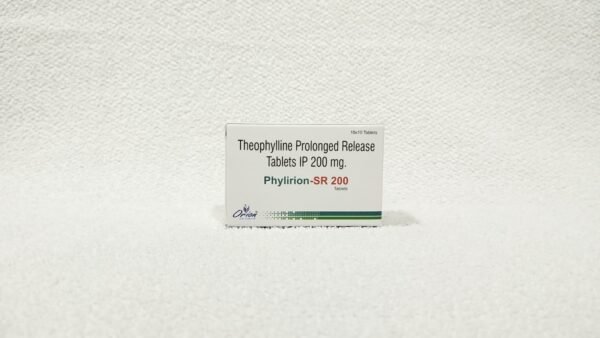 10x10 Tablets
Theophylline Prolonged Release
Tablets IP 200 mg.
Phylirion-SR 200
Tablets
Orion